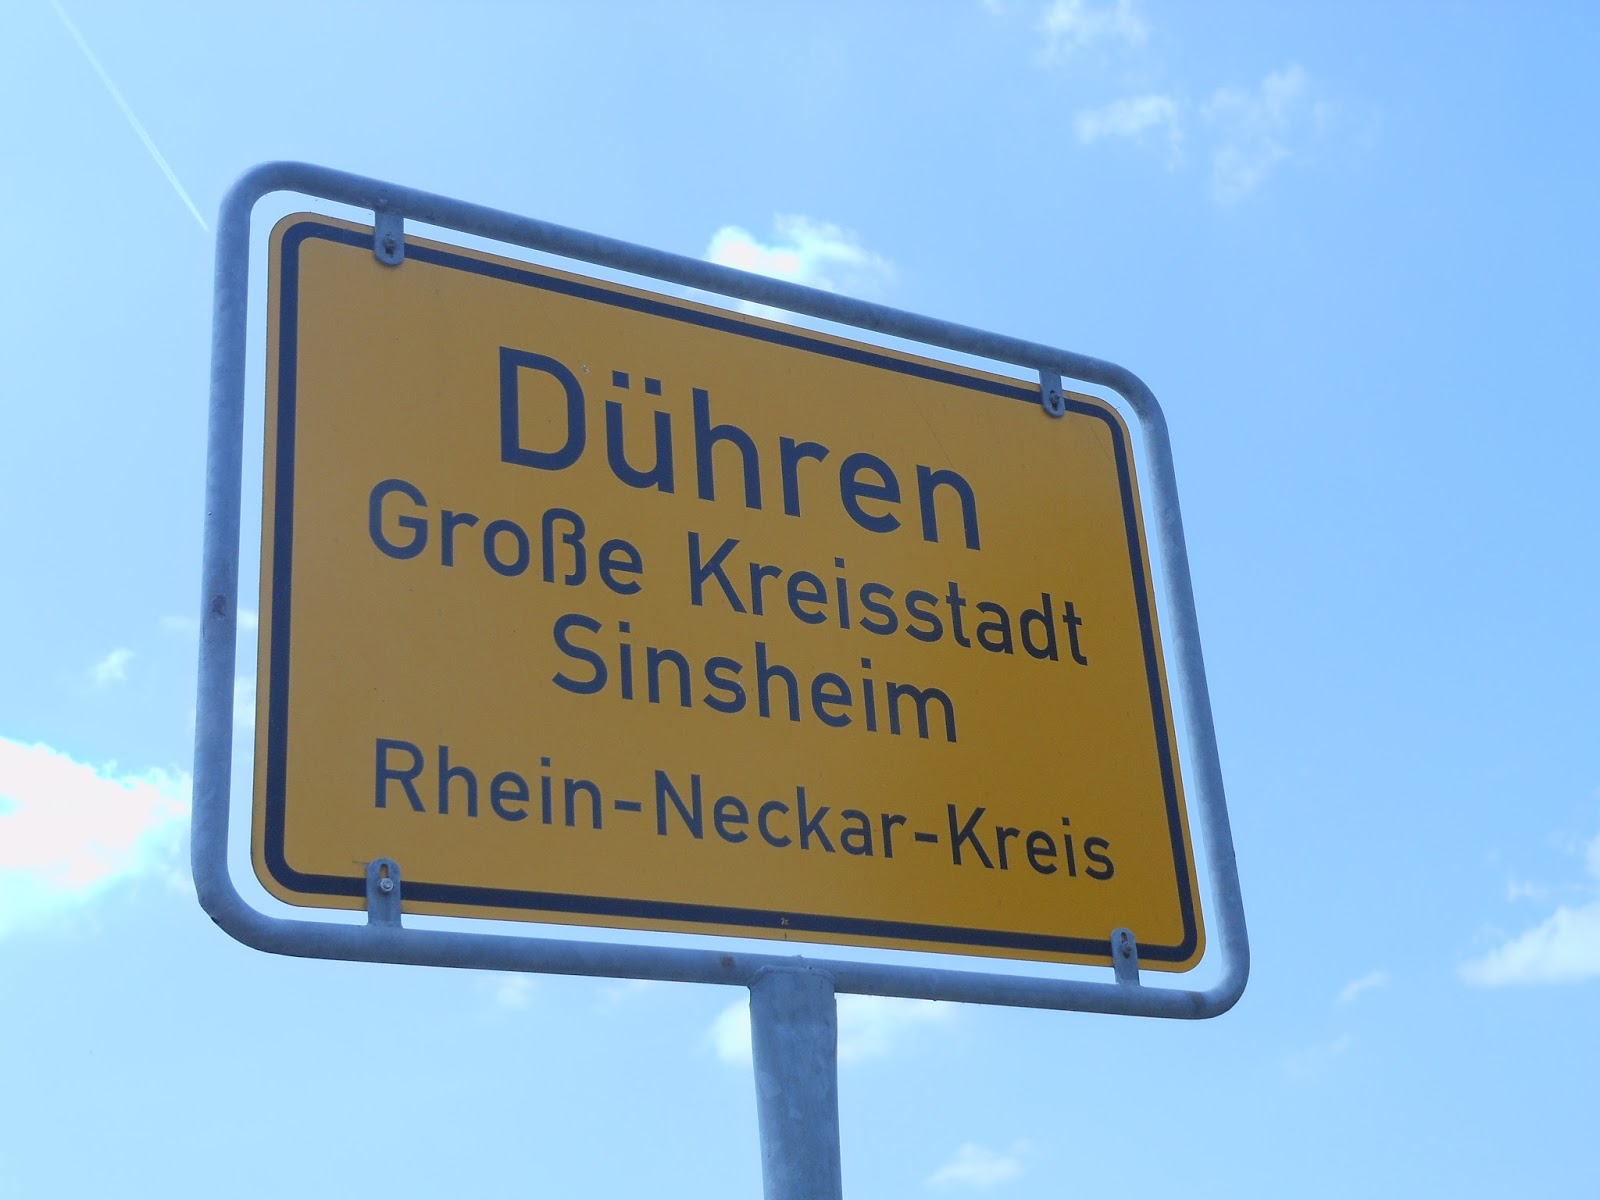 Dühren
Große Kreisstadt
Sinsheim
Rhein-Neckar-Kreis